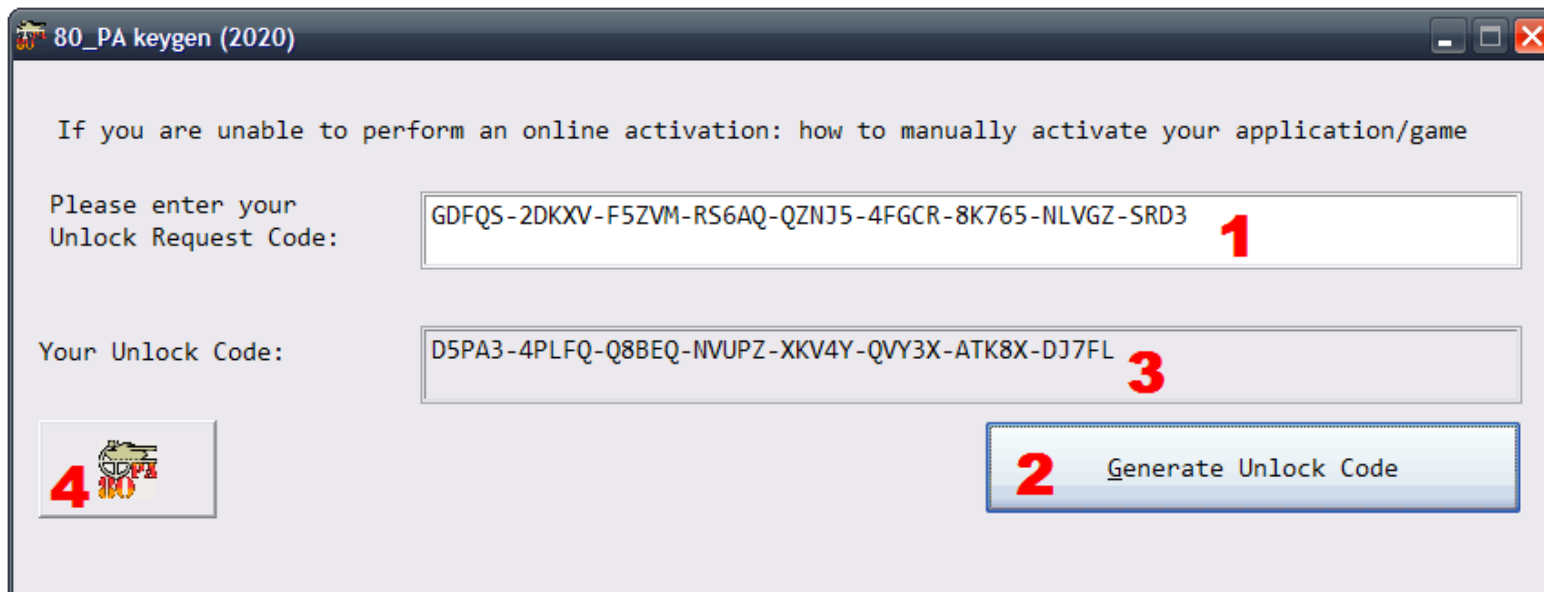 80_PA keygen (2020)
If you are unable to perform an online activation: how to manually activate your application/game
Please enter your
Unlock Request Code:
GDFQS-2DKXV-F5ZVM-RS6AQ-QZNJ5-4FGCR-8K765-NLVGZ-SRD3
1
Your Unlock Code:
D5PA3-4PLFQ-Q8BEQ-NVUPZ-XKV4Y-QVY3X-ATK8X-DJ7FL
3
4
PA
80
2
Generate Unlock Code